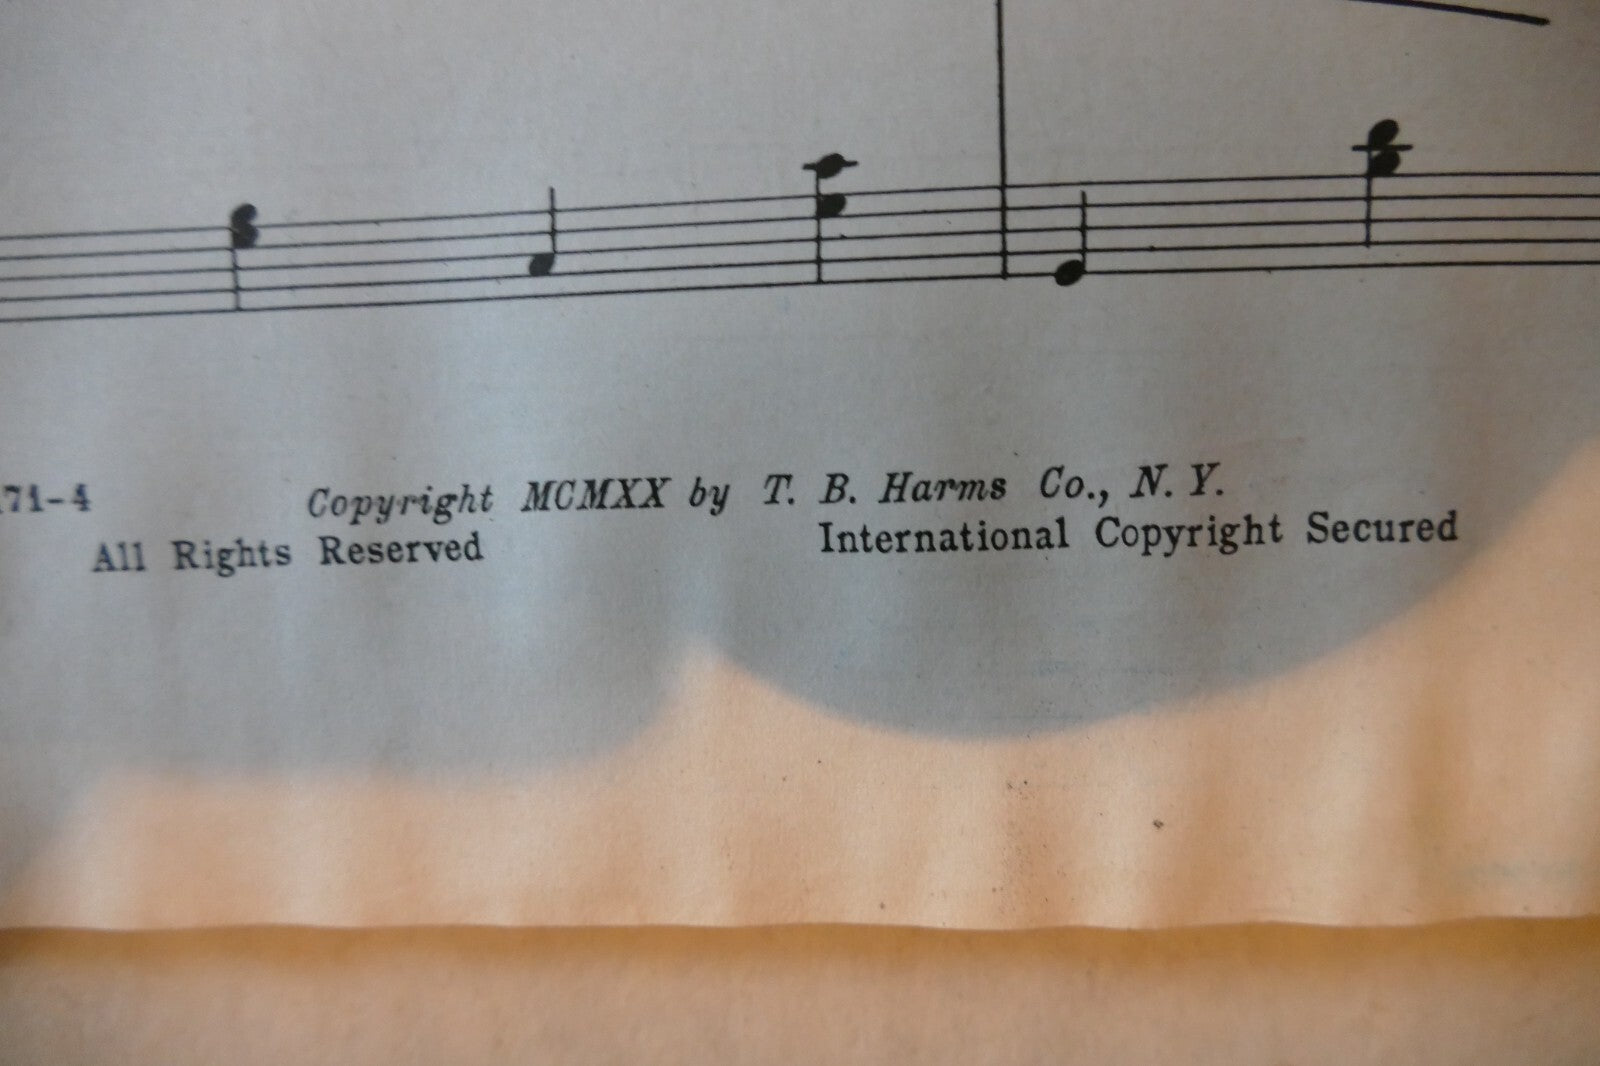 71-4 Copyright MCMXX by T. B. Harms Co., N. Y.
All Rights Reserved International Copyright Secured